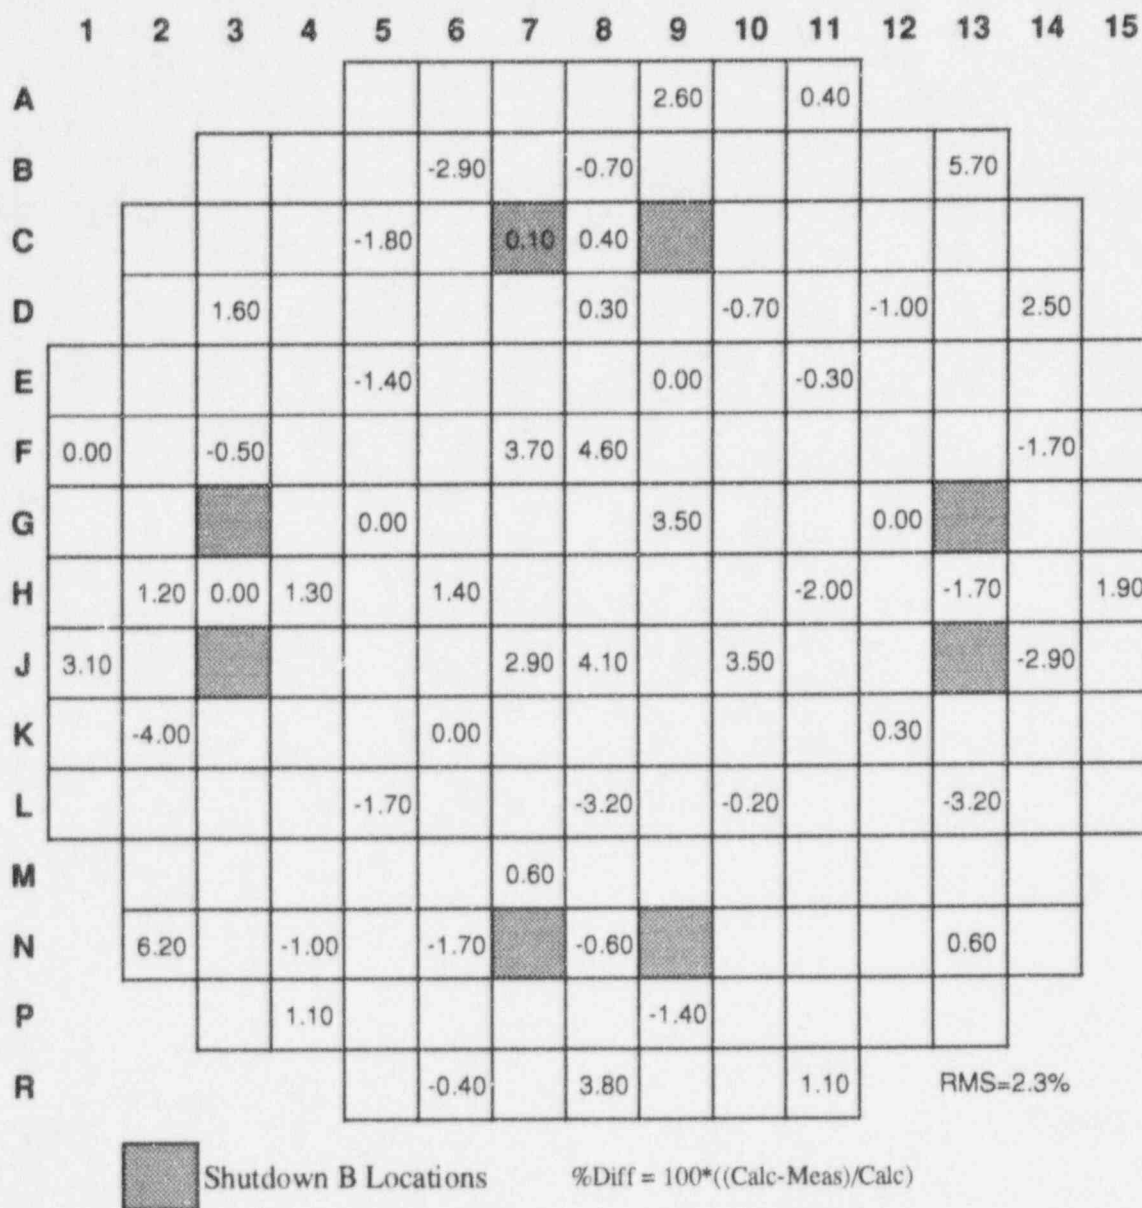 1 2 3 4 5 6 7 8 9 10 11 12 13 14 15
A 2.60 0.40
B -2.90 -0.70 5.70
C -1.80 0.10 0.40
D 1.60 0.30 -0.70 -1.00 2.50
E -1.40 0.00 -0.30
F 0.00 -0.50 3.70 4.60 -1.70
G 0.00 3.50 0.00
H 1.20 0.00 1.30 1.40 -2.00 -1.70 1.90
J 3.10 2.90 4.10 3.50 -2.90
K -4.00 0.00 0.30
L -1.70 -3.20 -0.20 -3.20
M 0.60
N 6.20 -1.00 -1.70 -0.60 0.60
P 1.10 -1.40
R -0.40 3.80 1.10 RMS=2.3%
Shutdown B Locations %Diff = 100*((Calc-Meas)/Calc)